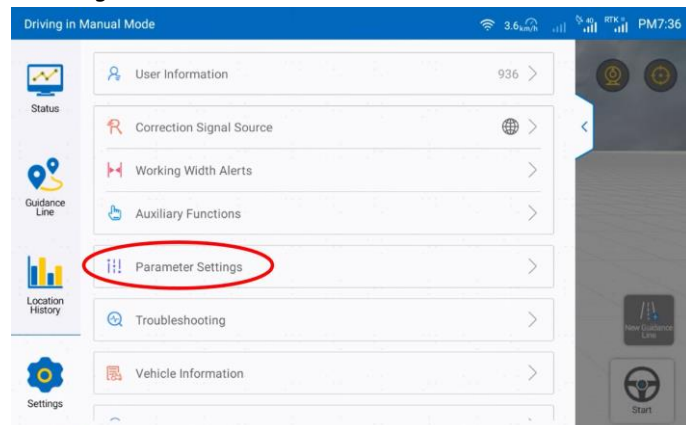 Driving in Manual Mode
3.6km/h
40
RTK
PM7:36
Status
User Information
936
Correction Signal Source
Working Width Alerts
Guidance
Line
Auxiliary Functions
Parameter Settings
Location
History
Troubleshooting
New Guidance
Line
Vehicle Information
Settings
Start